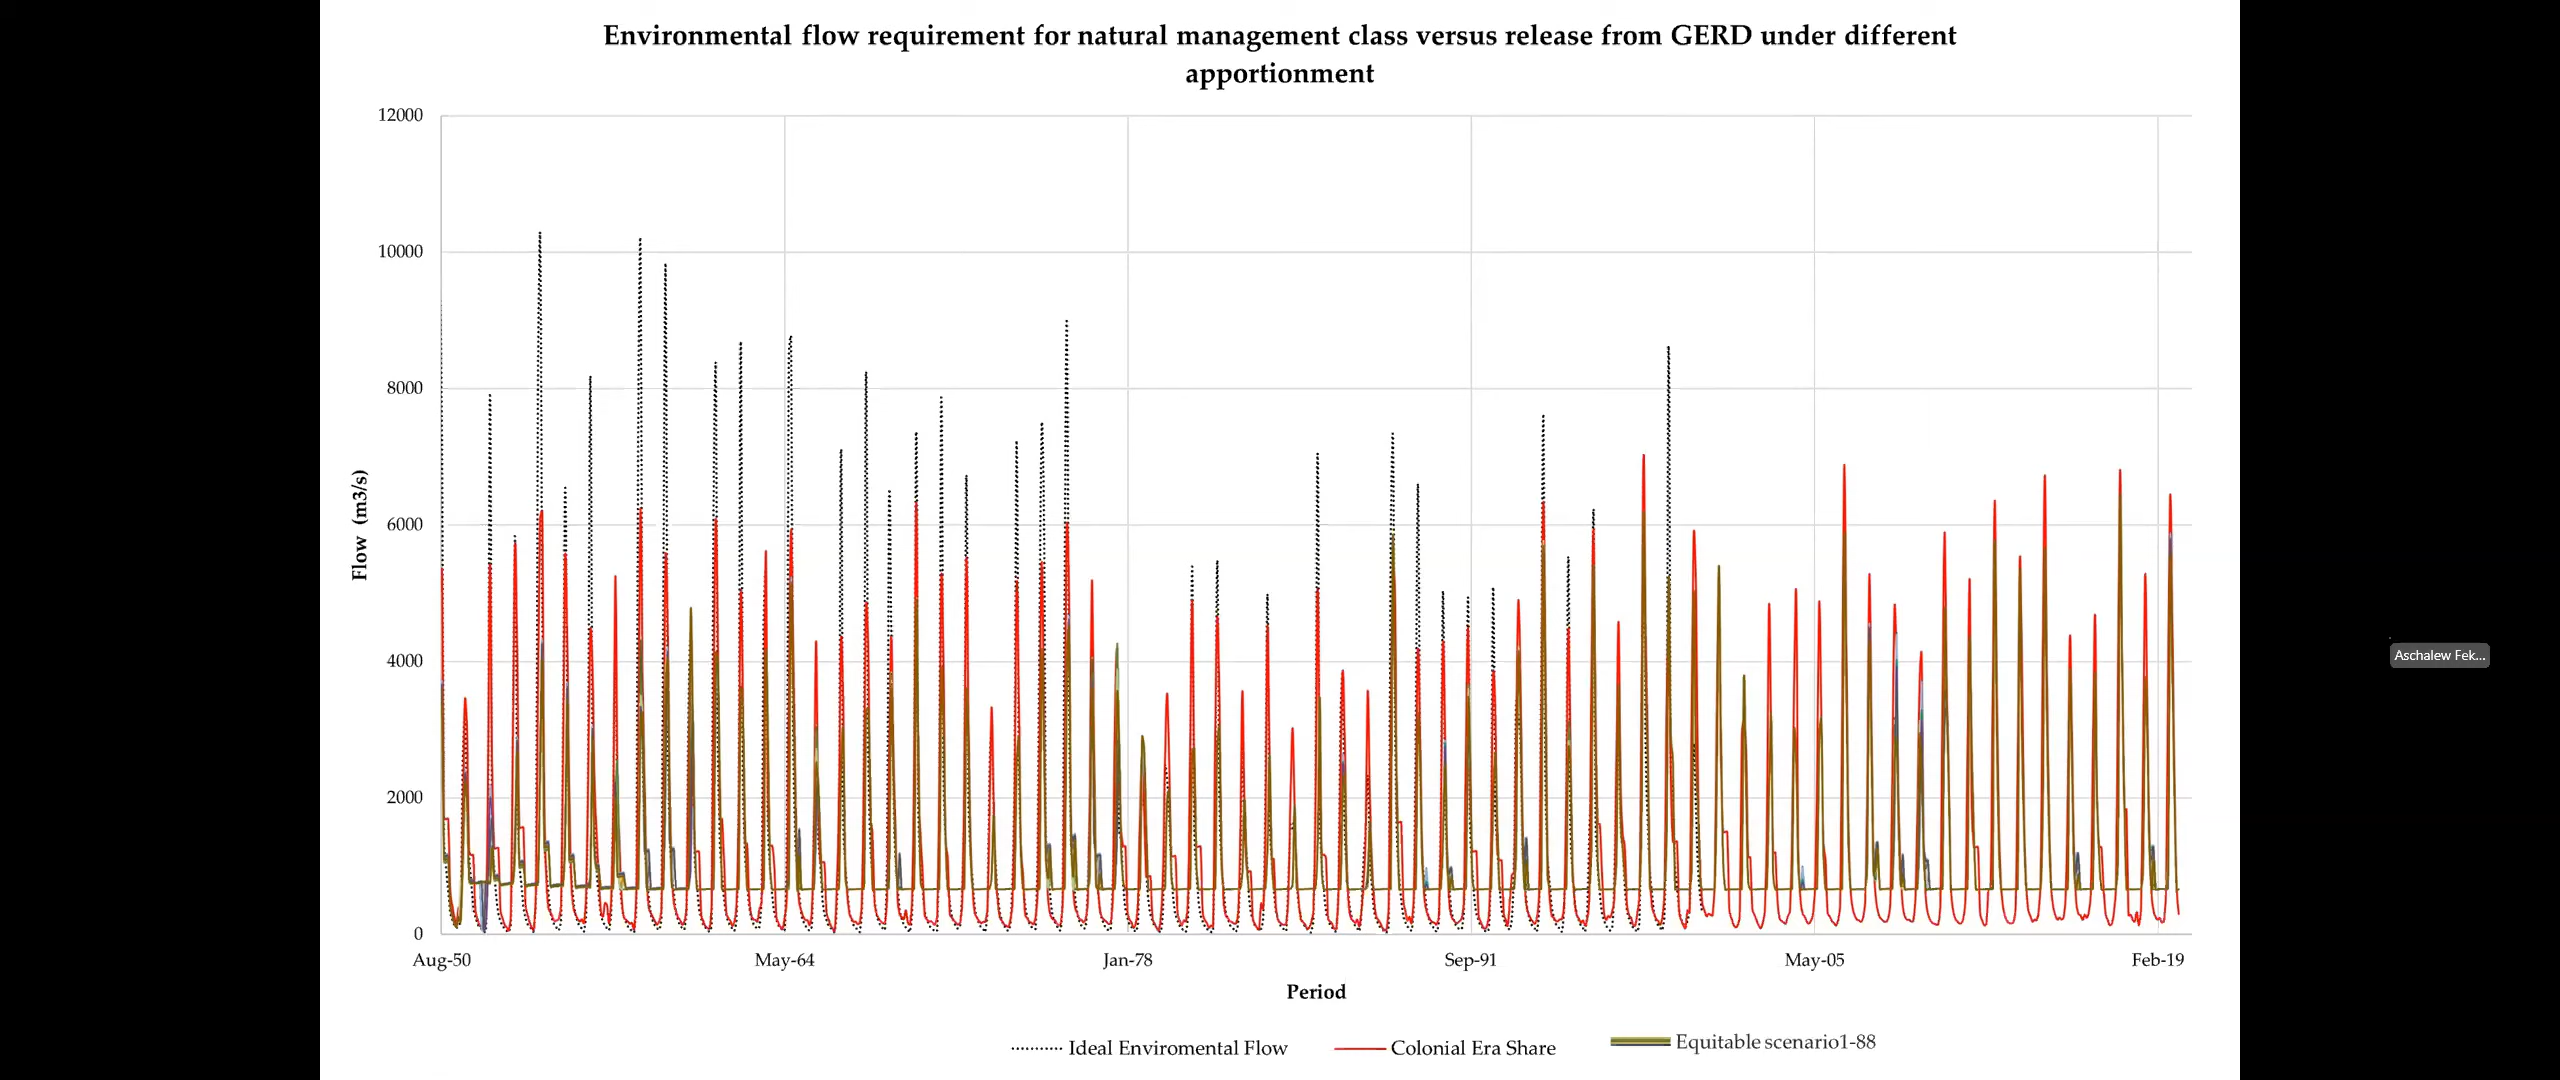 Environmental flow requirement for natural management class versus release from GERD under different
apportionment
12000
10000
8000
6000
4000
2000
0
Flow (m3/s)
Aug-50
May-64
Jan-78
Sep-91
May-05
Feb-19
Period
Ideal Enviromental Flow
Colonial Era Share
Equitable scenario1-88
Aschalew Fek...